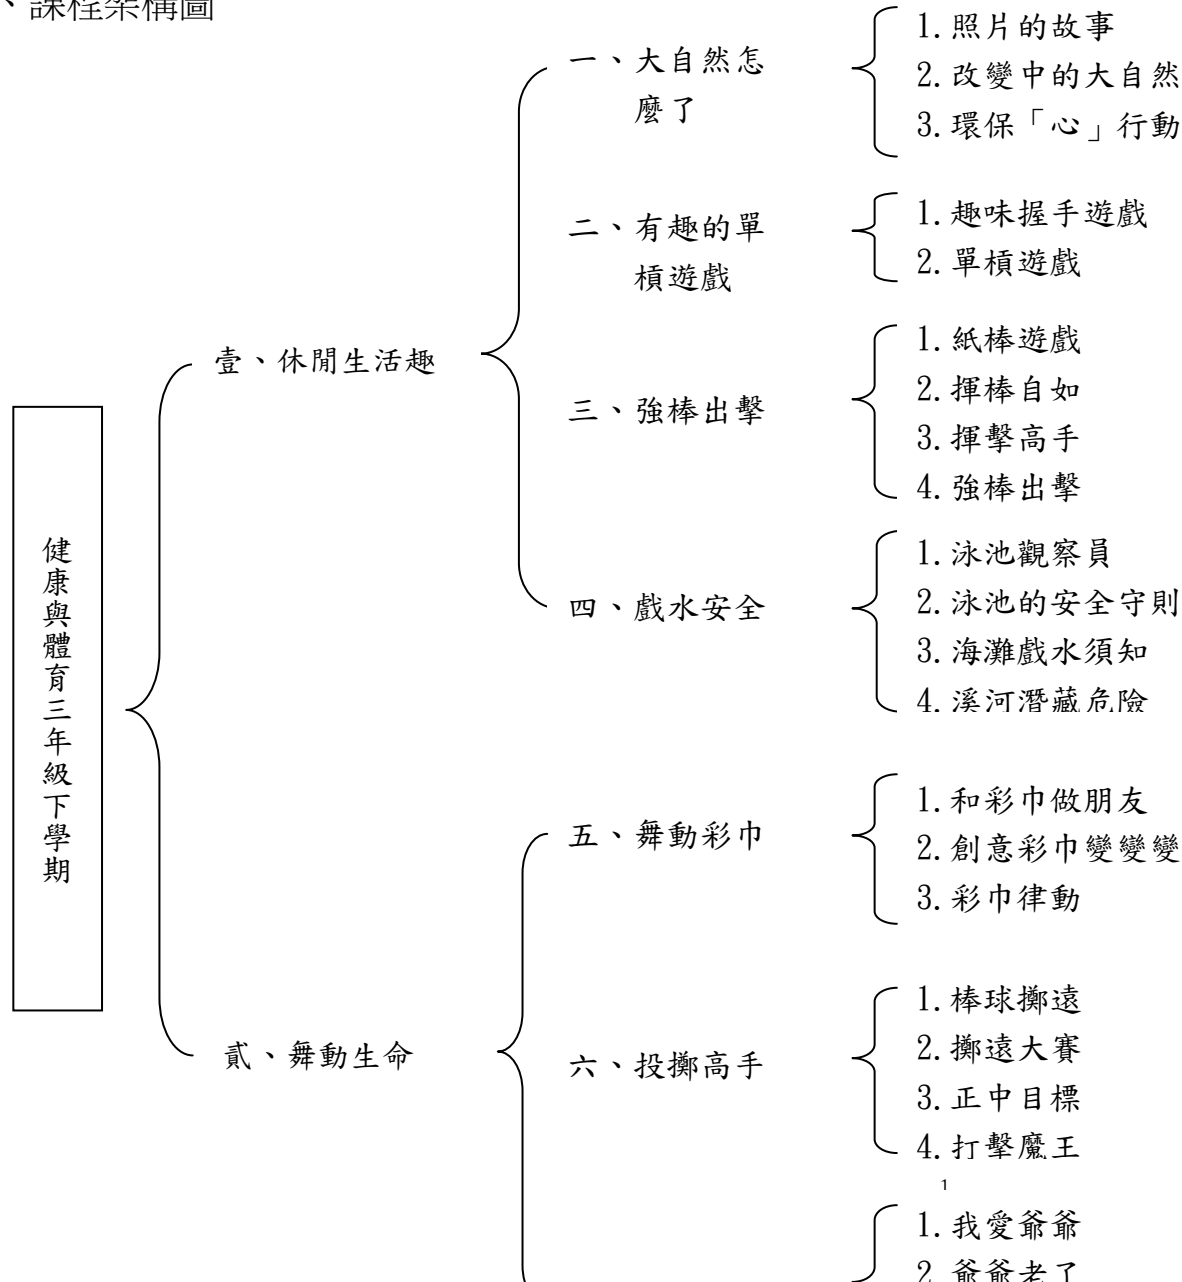 、課程架構圖
健康與體育三年級下學期
壹、休閒生活趣
一、大自然怎
麼了
1.照片的故事
2.改變中的大自然
3.環保「心」行動
二、有趣的單
槓遊戲
1.趣味握手遊戲
2.單槓遊戲
三、強棒出擊
1.紙棒遊戲
2.揮棒自如
3.揮擊高手
4.強棒出擊
四、戲水安全
1.泳池觀察員
2.泳池的安全守則
3.海灘戲水須知
4.溪河潛藏危險
貳、舞動生命
五、舞動彩巾
1.和彩巾做朋友
2.創意彩巾變變變
3.彩巾律動
六、投擲高手
1.棒球擲遠
2.擲遠大賽
3.正中目標
4.打擊魔王
1
1.我愛爺爺
2.爺爺老了